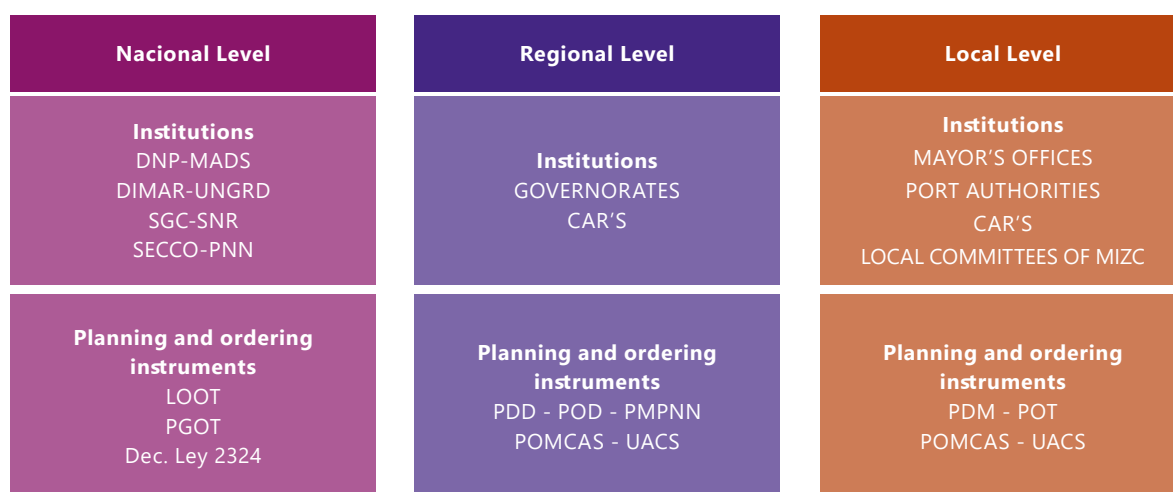 Nacional Level
Institutions
DNP-MADS
DIMAR-UNGRD
SGC-SNR
SECCO-PNN
Planning and ordering
instruments
LOOT
PGOT
Dec. Ley 2324
Regional Level
Institutions
GOVERNORATES
CAR'S
Planning and ordering
instruments
PDD - POD - PMPNN
POMCAS - UACS
Local Level
Institutions
MAYOR'S OFFICES
PORT AUTHORITIES
CAR'S
LOCAL COMMITTEES OF MIZC
Planning and ordering
instruments
PDM - POT
POMCAS - UACS